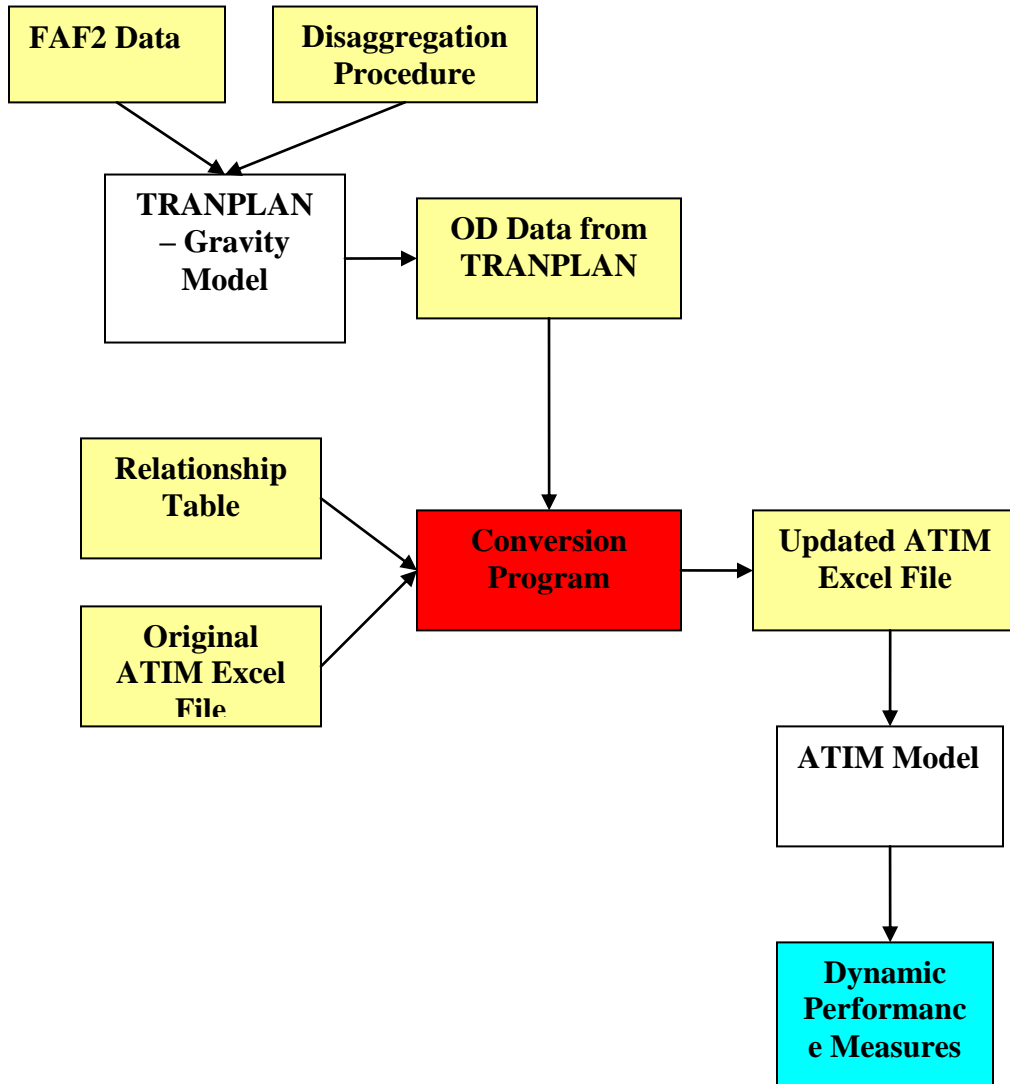 FAF2 Data
Disaggregation
Procedure
TRANPLAN
– Gravity
Model
OD Data from
TRANPLAN
Relationship
Table
Conversion
Program
Updated ATIM
Excel File
Original
ATIM Excel
File
ATIM Model
Dynamic
Performanc
e Measures